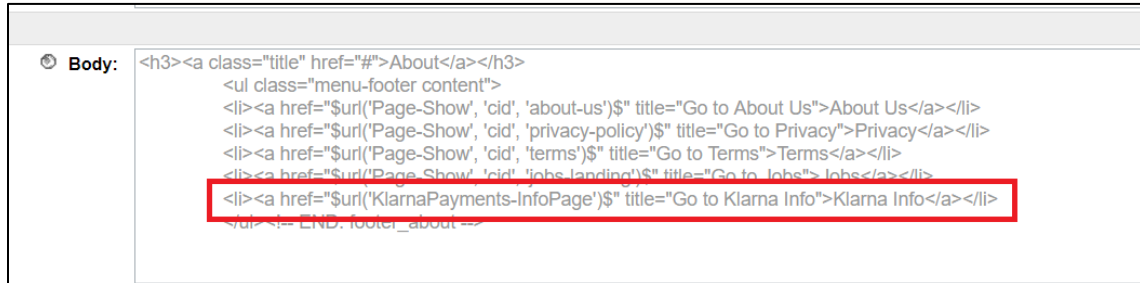 Body:
<h3><a class="title" href="#">About</a></h3>
<ul class="menu-footer content">
<li><a href="$url('Page-Show', 'cid', 'about-us')$" title="Go to About Us">About Us</a></li>
<li><a href="$url('Page-Show', 'cid', 'privacy-policy')$" title="Go to Privacy">Privacy</a></li>
<li><a href="$url('Page-Show', 'cid', 'terms')$" title="Go to Terms">Terms</a></li>
<li><a href="$url('Page-Show', 'cid', 'jobs-landing')$" title="Go to Jobs">Jobs</a></li>
<li><a href="$url('KlarnaPayments-InfoPage')$" title="Go to Klarna Info">Klarna Info</a></li>
</ul><!-- END: footer_about -->